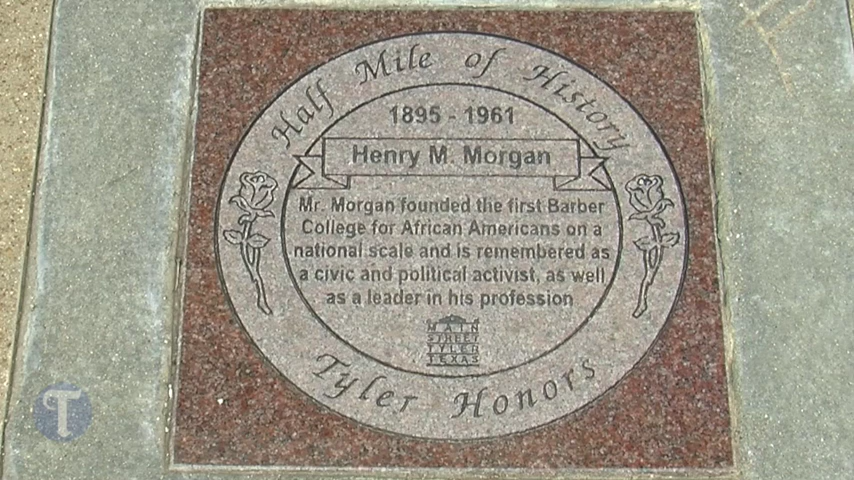 Half Mile of History
1895 - 1961
Henry M. Morgan
Mr. Morgan founded the first Barber
College for African Americans on a
national scale and is remembered as
a civic and political activist, as well
as a leader in his profession
MAIN
STREET
TYLER
TEXAS
Tyler Honors
T